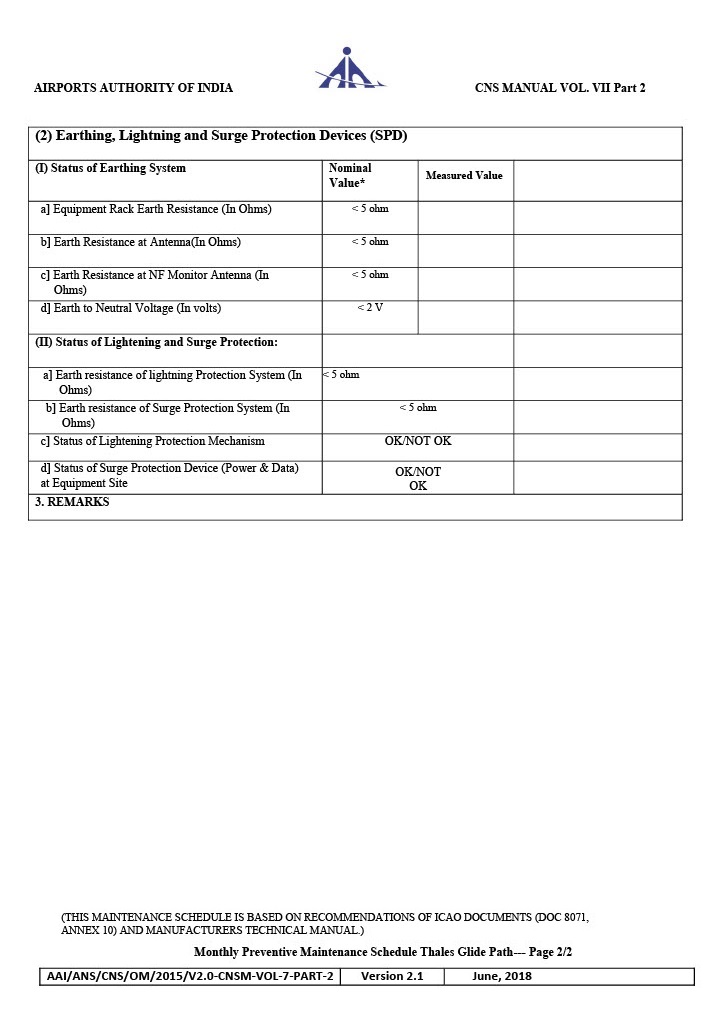 AIRPORTS AUTHORITY OF INDIA
CNS MANUAL VOL. VII Part 2
(2) Earthing, Lightning and Surge Protection Devices (SPD)
(I) Status of Earthing System
Nominal
Value*
Measured Value
a] Equipment Rack Earth Resistance (In Ohms)
< 5 ohm
b] Earth Resistance at Antenna(In Ohms)
< 5 ohm
c] Earth Resistance at NF Monitor Antenna (In
Ohms)
< 5 ohm
d] Earth to Neutral Voltage (In volts)
< 2 V
(II) Status of Lightening and Surge Protection:
a] Earth resistance of lightning Protection System (In
Ohms)
< 5 ohm
b] Earth resistance of Surge Protection System (In
Ohms)
< 5 ohm
c] Status of Lightening Protection Mechanism
OK/NOT OK
d] Status of Surge Protection Device (Power & Data)
at Equipment Site
OK/NOT
OK
3. REMARKS
(THIS MAINTENANCE SCHEDULE IS BASED ON RECOMMENDATIONS OF ICAO DOCUMENTS (DOC 8071,
ANNEX 10) AND MANUFACTURERS TECHNICAL MANUAL.)
Monthly Preventive Maintenance Schedule Thales Glide Path--- Page 2/2
AAI/ANS/CNS/OM/2015/V2.0-CNSM-VOL-7-PART-2
Version 2.1
June, 2018